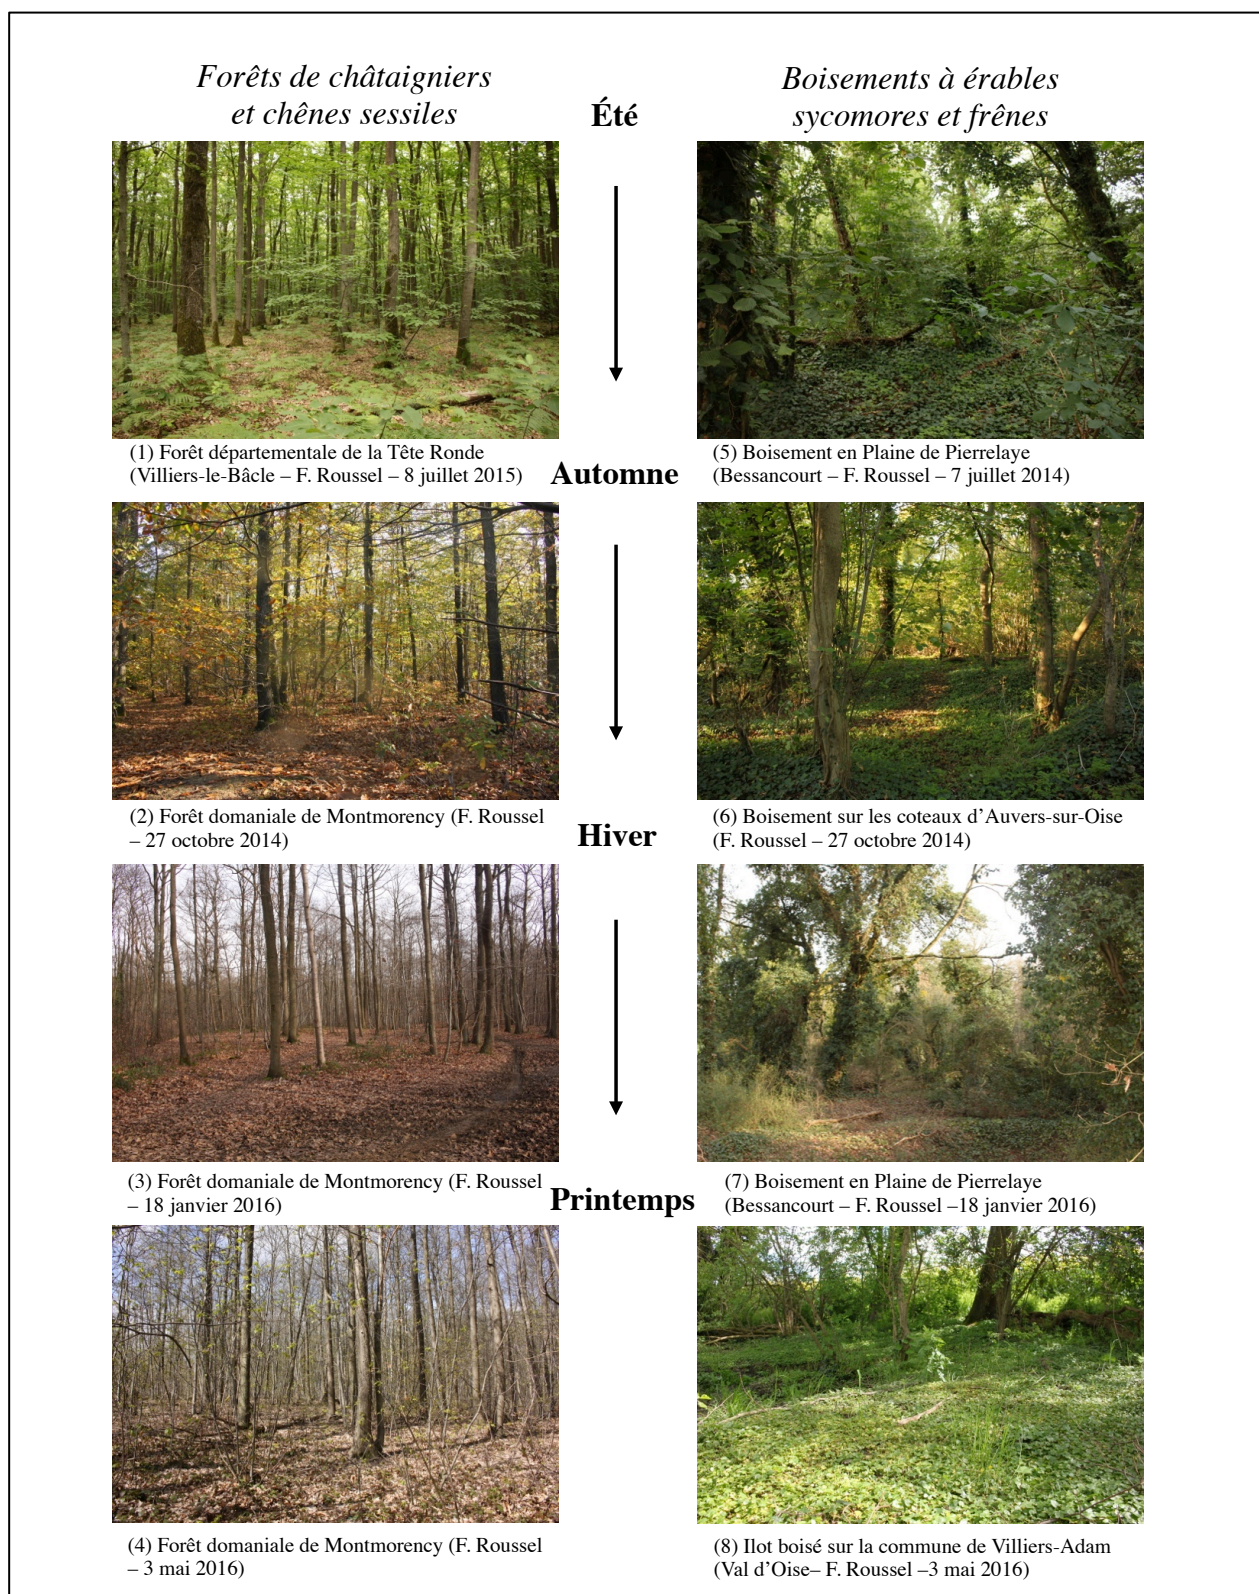 Forêts de châtaigniers
et chênes sessiles
Été
Boisements à érables
sycomores et frênes
(1) Forêt départementale de la Tête Ronde
(Villiers-le-Bâcle – F. Roussel – 8 juillet 2015)
(5) Boisement en Plaine de Pierrelaye
(Bessancourt – F. Roussel – 7 juillet 2014)
Automne
(2) Forêt domaniale de Montmorency (F. Roussel
– 27 octobre 2014)
(6) Boisement sur les coteaux d’Auvers-sur-Oise
(F. Roussel – 27 octobre 2014)
Hiver
(3) Forêt domaniale de Montmorency (F. Roussel
– 18 janvier 2016)
(7) Boisement en Plaine de Pierrelaye
(Bessancourt – F. Roussel –18 janvier 2016)
Printemps
(4) Forêt domaniale de Montmorency (F. Roussel
– 3 mai 2016)
(8) Ilot boisé sur la commune de Villiers-Adam
(Val d’Oise– F. Roussel –3 mai 2016)